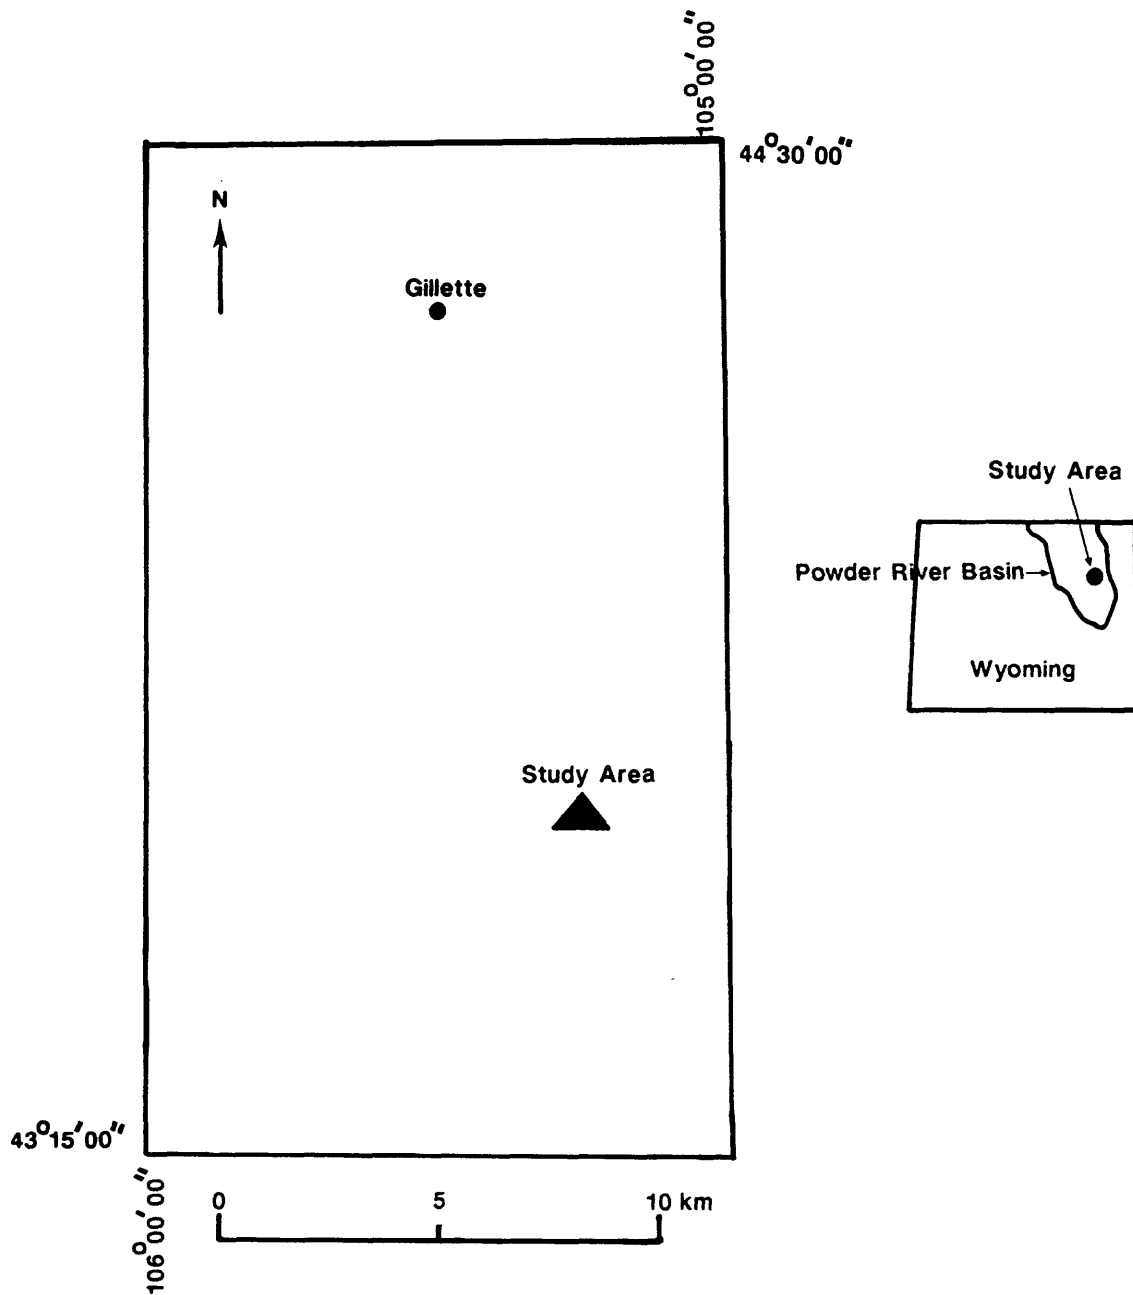 105°00'00"
44°30'00"
N
Gillette
Study Area
Powder River Basin
Wyoming
Study Area
43°15'00"
106°00'00"
0 5 10 km